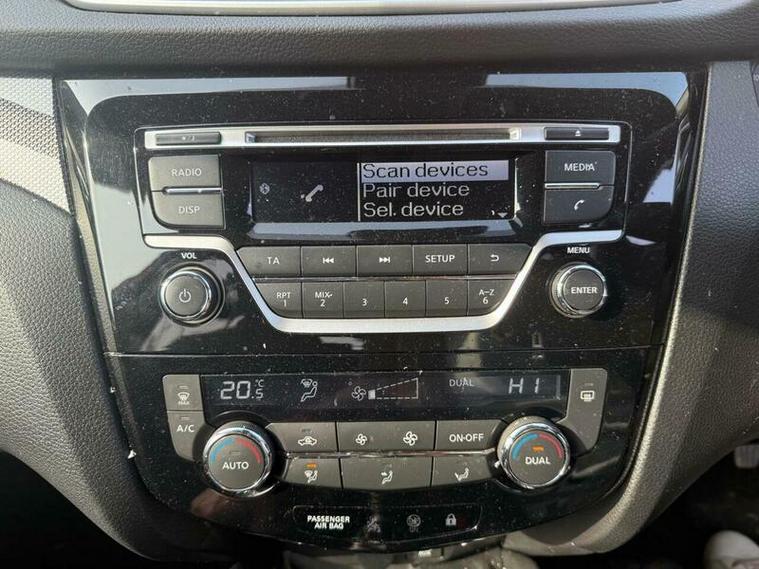 RADIO
DISP
Scan devices
Pair device
Sel. device
MEDIA
VOL
TA
SETUP
MENU
ENTER
RPT 1
MIX 2
3
4
5
A-Z 6
20.5 °C
DUAL
HI
MAX
A/C
AUTO
ON·OFF
DUAL
PASSENGER
AIR BAG